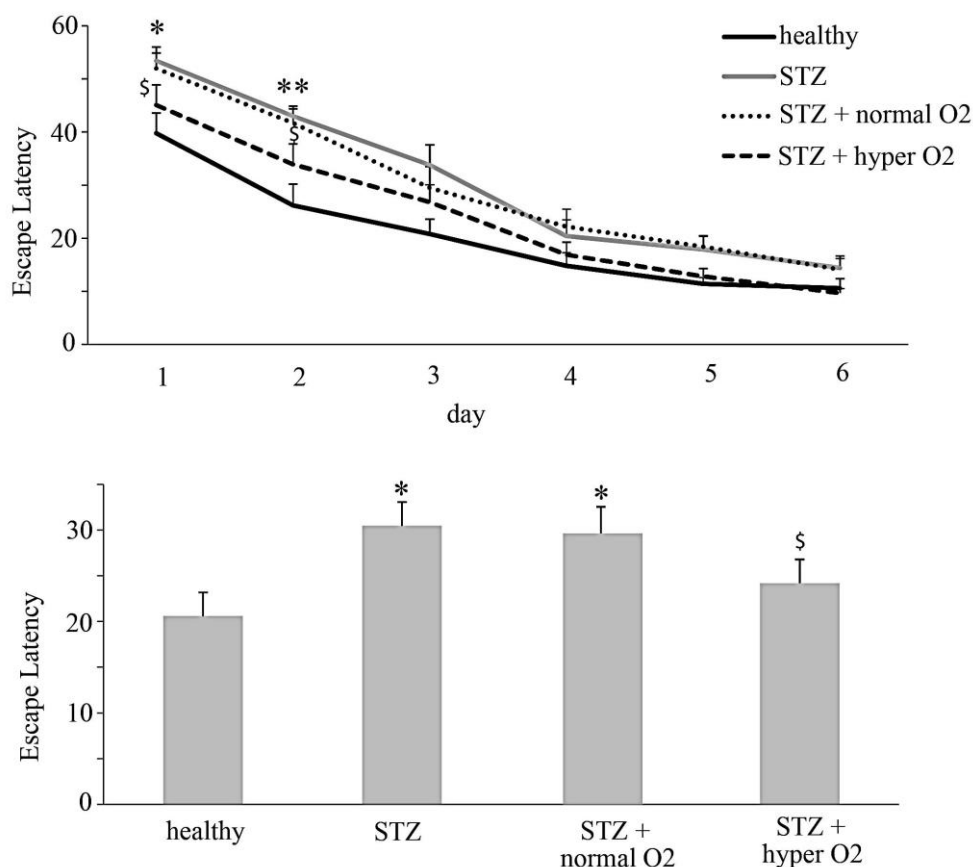 60
*
$
**
$
healthy
STZ
STZ + normal O2
STZ + hyper O2
40
20
0
Escape Latency
1 2 3 4 5 6
day
*
*
$
30
20
10
0
Escape Latency
healthy
STZ
STZ +
normal O2
STZ +
hyper O2